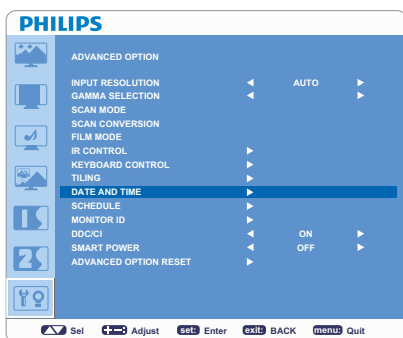 PHILIPS
ADVANCED OPTION
INPUT RESOLUTION AUTO
GAMMA SELECTION
SCAN MODE
SCAN CONVERSION
FILM MODE
IR CONTROL
KEYBOARD CONTROL
TILING
DATE AND TIME
SCHEDULE
MONITOR ID
DDC/CI ON
SMART POWER OFF
ADVANCED OPTION RESET
1
2
Sel Adjust set: Enter exit: BACK menu: Quit